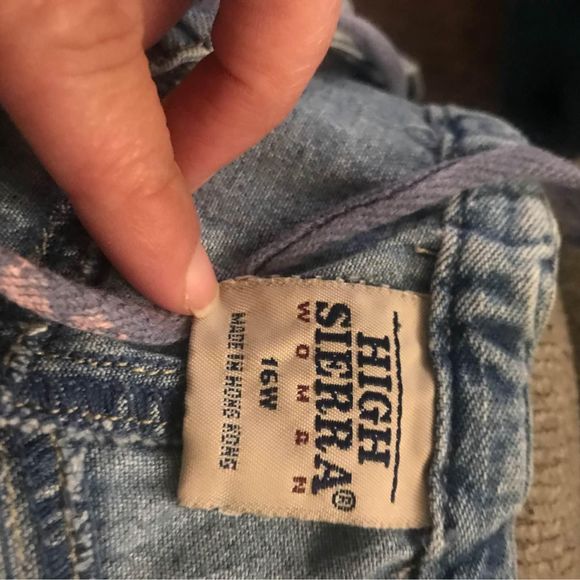 HIGH
SIERRA®
WOMEN
16W
MADE IN HONG KONG